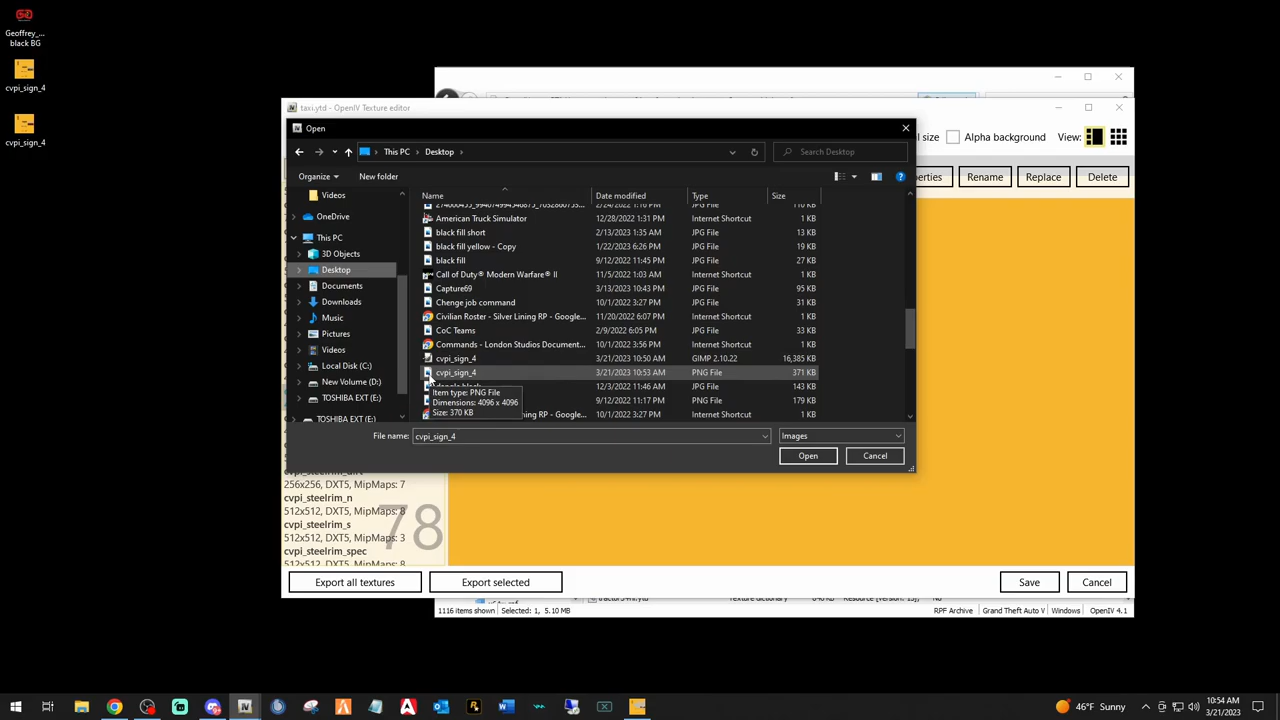 Geoffrey_...
black BG
cvpi_sign_4
cvpi_sign_4
taxi.ytd - OpenIV Texture editor
Open
This PC
Desktop
Search Desktop
l size
Alpha background
View:
Organize
New folder
perties
Rename
Replace
Delete
Name
Date modified
Type
Size
Videos
OneDrive
This PC
3D Objects
Desktop
Documents
Downloads
Music
Pictures
Videos
Local Disk (C:)
New Volume (D:)
TOSHIBA EXT (E:)
TOSHIBA EXT (E:)
American Truck Simulator 12/28/2022 1:31 PM Internet Shortcut 1 KB
black fill short 2/13/2023 1:35 AM JPG File 13 KB
black fill yellow - Copy 1/22/2023 6:26 PM JPG File 19 KB
black fill 9/12/2022 11:45 PM JPG File 27 KB
Call of Duty® Modern Warfare® II 11/5/2022 1:03 AM Internet Shortcut 1 KB
Capture69 3/13/2023 10:43 PM JPG File 95 KB
Chenge job command 10/1/2022 3:27 PM JPG File 31 KB
Civilian Roster - Silver Lining RP - Google... 11/20/2022 6:07 PM Internet Shortcut 1 KB
CoC Teams 2/9/2022 6:05 PM JPG File 33 KB
Commands - London Studios Document... 10/1/2022 3:56 PM Internet Shortcut 1 KB
cvpi_sign_4 3/21/2023 10:50 AM GIMP 2.10.22 16,385 KB
cvpi_sign_4 3/21/2023 10:53 AM PNG File 371 KB
12/3/2022 11:46 AM JPG File 143 KB
9/12/2022 11:17 PM PNG File 179 KB
ng RP - Google... 10/1/2022 3:27 PM Internet Shortcut 1 KB
Item type: PNG File
Dimensions: 4096 x 4096
Size: 370 KB
File name:
cvpi_sign_4
Images
Open
Cancel
256x256, DXT5, MipMaps: 7
cvpi_steelrim_n
512x512, DXT5, MipMaps: 8
cvpi_steelrim_s
512x512, DXT5, MipMaps: 3
cvpi_steelrim_spec
512x512, DXT5, MipMaps: 8
78
Export all textures
Export selected
Save
Cancel
1116 items shown
Selected: 1, 5.10 MB
RPF Archive
Grand Theft Auto V
Windows
OpenIV 4.1
46°F Sunny
10:54 AM
3/21/2023